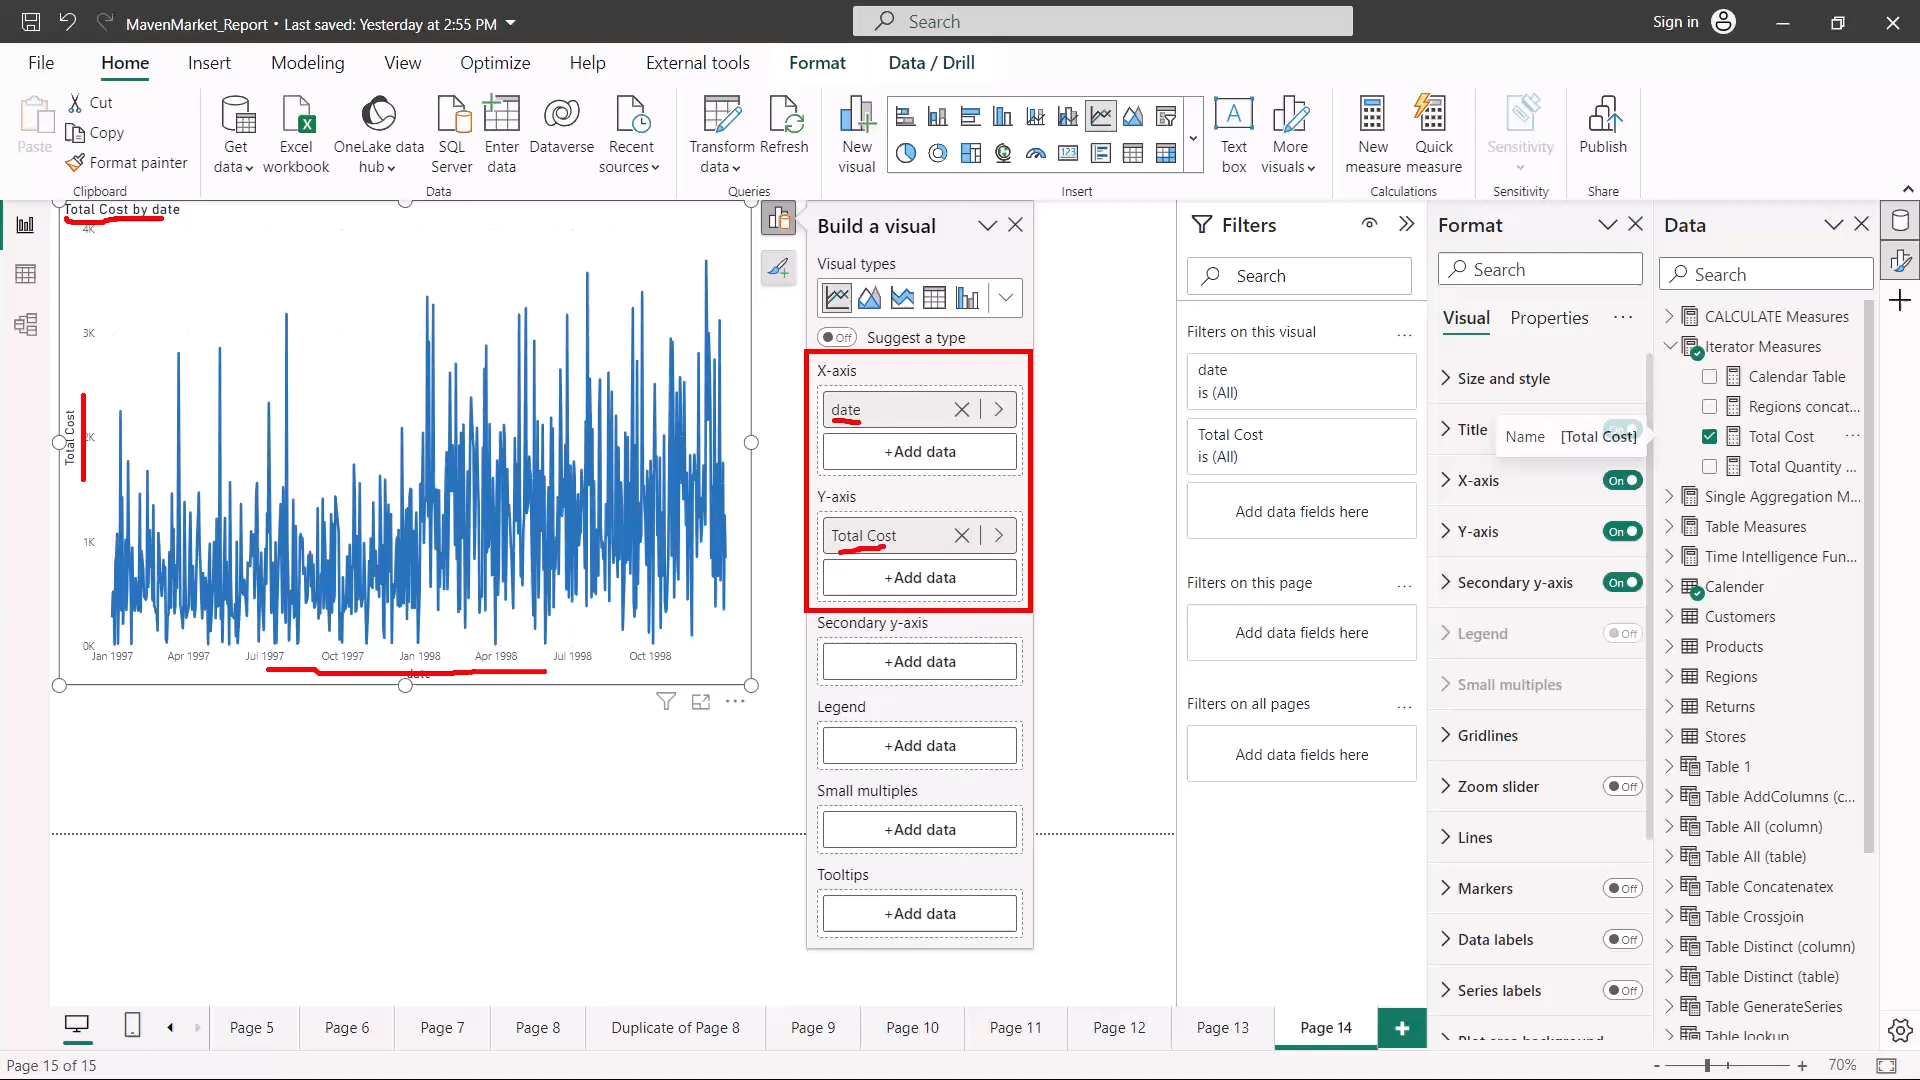 MavenMarket_Report • Last saved: Yesterday at 2:55 PM
Search
Sign in
File
Home
Insert
Modeling
View
Optimize
Help
External tools
Format
Data / Drill
Paste
Cut
Copy
Format painter
Clipboard
Get data
Excel workbook
OneLake data hub
SQL Server
Enter data
Dataverse
Recent sources
Data
Transform data
Refresh
Queries
New visual
Text box
More visuals
Insert
New measure
Quick measure
Calculations
Sensitivity
Sensitivity
Publish
Share
Total Cost by date
4K
3K
2K
1K
0K
Total Cost
Jan 1997
Apr 1997
Jul 1997
Oct 1997
Jan 1998
Apr 1998
Jul 1998
Oct 1998
date
Build a visual
Visual types
Off
Suggest a type
X-axis
date
+Add data
Y-axis
Total Cost
+Add data
Secondary y-axis
+Add data
Legend
+Add data
Small multiples
+Add data
Tooltips
+Add data
Filters
Search
Filters on this visual
...
date
is (All)
Total Cost
is (All)
Add data fields here
Filters on this page
...
Add data fields here
Filters on all pages
...
Add data fields here
Format
Search
Visual
Properties
...
Size and style
Title
On
Name [Total Cost]
X-axis
On
Y-axis
On
Secondary y-axis
On
Legend
Off
Small multiples
Gridlines
Zoom slider
Off
Lines
Markers
Off
Data labels
Off
Series labels
Off
Data
Search
CALCULATE Measures
Iterator Measures
Calendar Table
Regions concat...
Total Cost
...
Total Quantity ...
Single Aggregation M...
Table Measures
Time Intelligence Fun...
Calender
Customers
Products
Regions
Returns
Stores
Table 1
Table AddColumns (c...
Table All (column)
Table All (table)
Table Concatenatex
Table Crossjoin
Table Distinct (column)
Table Distinct (table)
Table GenerateSeries
Table lookup
Page 5
Page 6
Page 7
Page 8
Duplicate of Page 8
Page 9
Page 10
Page 11
Page 12
Page 13
Page 14
+
Page 15 of 15
-
+
70%